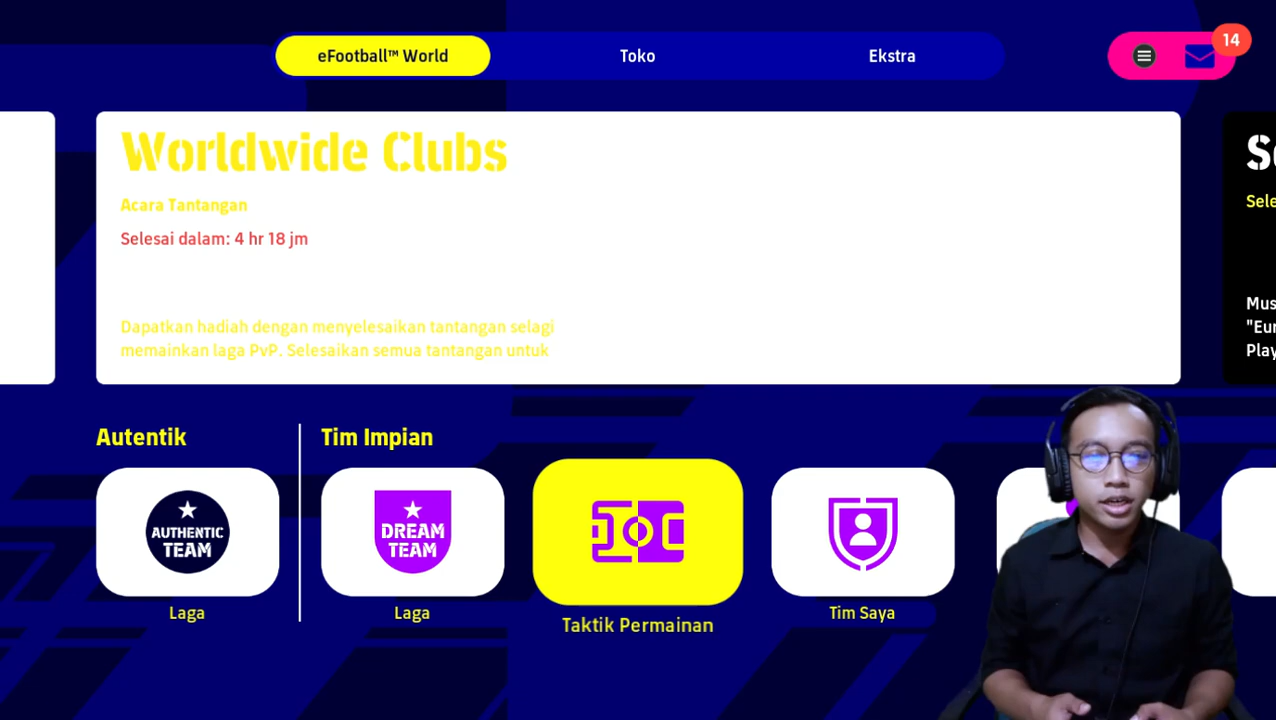 eFootball™ World
Toko
Ekstra
14
Worldwide Clubs
Acara Tantangan
Selesai dalam: 4 hr 18 jm
Dapatkan hadiah dengan menyelesaikan tantangan selagi
memainkan laga PvP. Selesaikan semua tantangan untuk
Autentik
Tim Impian
AUTHENTIC
TEAM
DREAM
TEAM
Laga
Laga
Taktik Permainan
Tim Saya